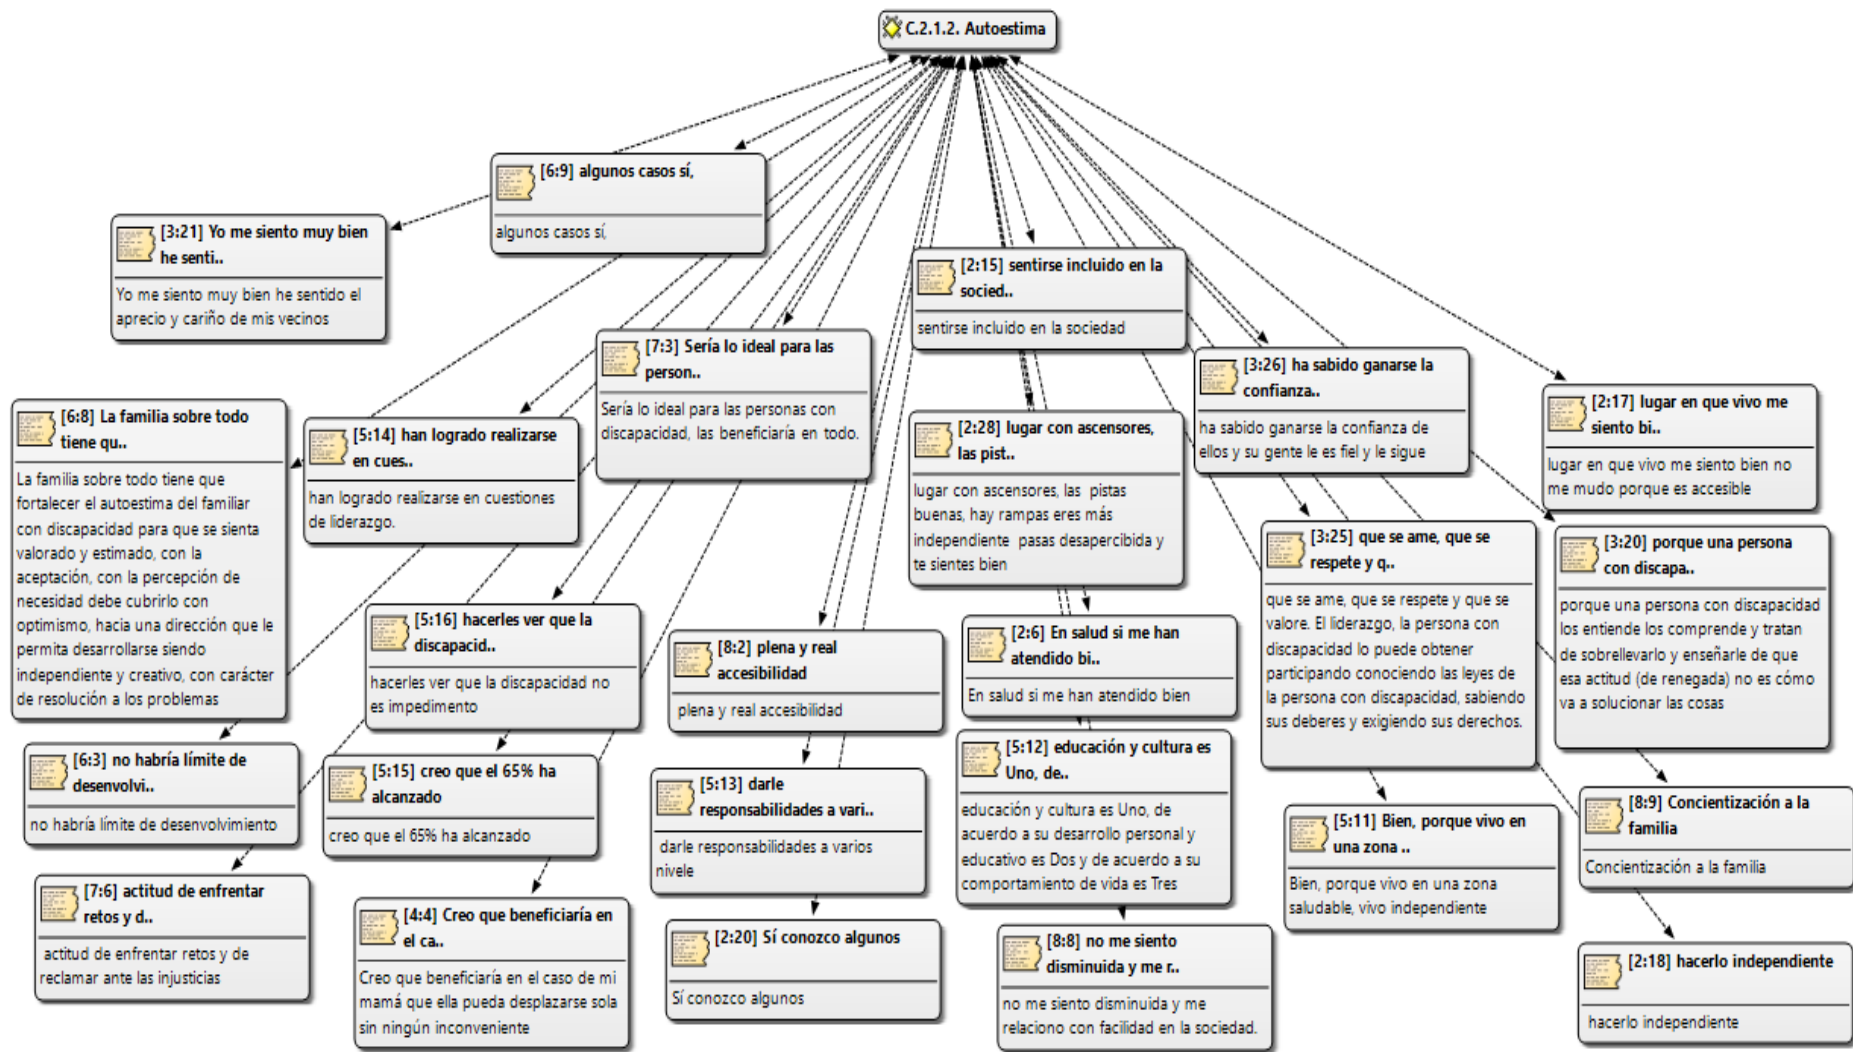 C.2.1.2. Autoestima
[6:9] algunos casos sí,
algunos casos sí,
[3:21] Yo me siento muy bien
he senti..
Yo me siento muy bien he sentido el
aprecio y cariño de mis vecinos
[2:15] sentirse incluido en la
socied..
sentirse incluido en la sociedad
[7:3] Sería lo ideal para las
person..
Sería lo ideal para las personas con
discapacidad, las beneficiaría en todo.
[3:26] ha sabido ganarse la
confianza..
ha sabido ganarse la confianza de
ellos y su gente le es fiel y le sigue
[2:17] lugar en que vivo me
siento bi..
lugar en que vivo me siento bien no
me mudo porque es accesible
[6:8] La familia sobre todo
tiene qu..
La familia sobre todo tiene que
fortalecer el autoestima del familiar
con discapacidad para que se sienta
valorado y estimado, con la
aceptación, con la percepción de
necesidad debe cubrirlo con
optimismo, hacia una dirección que le
permita desarrollarse siendo
independiente y creativo, con carácter
de resolución a los problemas
[5:14] han logrado realizarse
en cues..
han logrado realizarse en cuestiones
de liderazgo.
[2:28] lugar con ascensores,
las pist..
lugar con ascensores, las pistas
buenas, hay rampas eres más
independiente pasas desapercibida y
te sientes bien
[3:25] que se ame, que se
respete y q..
que se ame, que se respete y que se
valore. El liderazgo, la persona con
discapacidad lo puede obtener
participando conociendo las leyes de
la persona con discapacidad, sabiendo
sus deberes y exigiendo sus derechos.
[3:20] porque una persona
con discapa..
porque una persona con discapacidad
los entiende los comprende y tratan
de sobrellevarlo y enseñarle de que
esa actitud (de renegada) no es cómo
va a solucionar las cosas
[5:16] hacerles ver que la
discapacid..
hacerles ver que la discapacidad no
es impedimento
[8:2] plena y real
accesibilidad
plena y real accesibilidad
[2:6] En salud si me han
atendido bi..
En salud si me han atendido bien
[6:3] no habría límite de
desenvolvi..
no habría límite de desenvolvimiento
[5:15] creo que el 65% ha
alcanzado
creo que el 65% ha alcanzado
[5:13] darle
responsabilidades a vari..
darle responsabilidades a varios
nivele
[5:12] educación y cultura es
Uno, de..
educación y cultura es Uno, de
acuerdo a su desarrollo personal y
educativo es Dos y de acuerdo a su
comportamiento de vida es Tres
[5:11] Bien, porque vivo en
una zona ..
Bien, porque vivo en una zona
saludable, vivo independiente
[8:9] Concientización a la
familia
Concientización a la familia
[7:6] actitud de enfrentar
retos y d..
actitud de enfrentar retos y de
reclamar ante las injusticias
[4:4] Creo que beneficiaría en
el ca..
Creo que beneficiaría en el caso de mi
mamá que ella pueda desplazarse sola
sin ningún inconveniente
[2:20] Sí conozco algunos
Sí conozco algunos
[8:8] no me siento
disminuida y me r..
no me siento disminuida y me
relaciono con facilidad en la sociedad.
[2:18] hacerlo independiente
hacerlo independiente